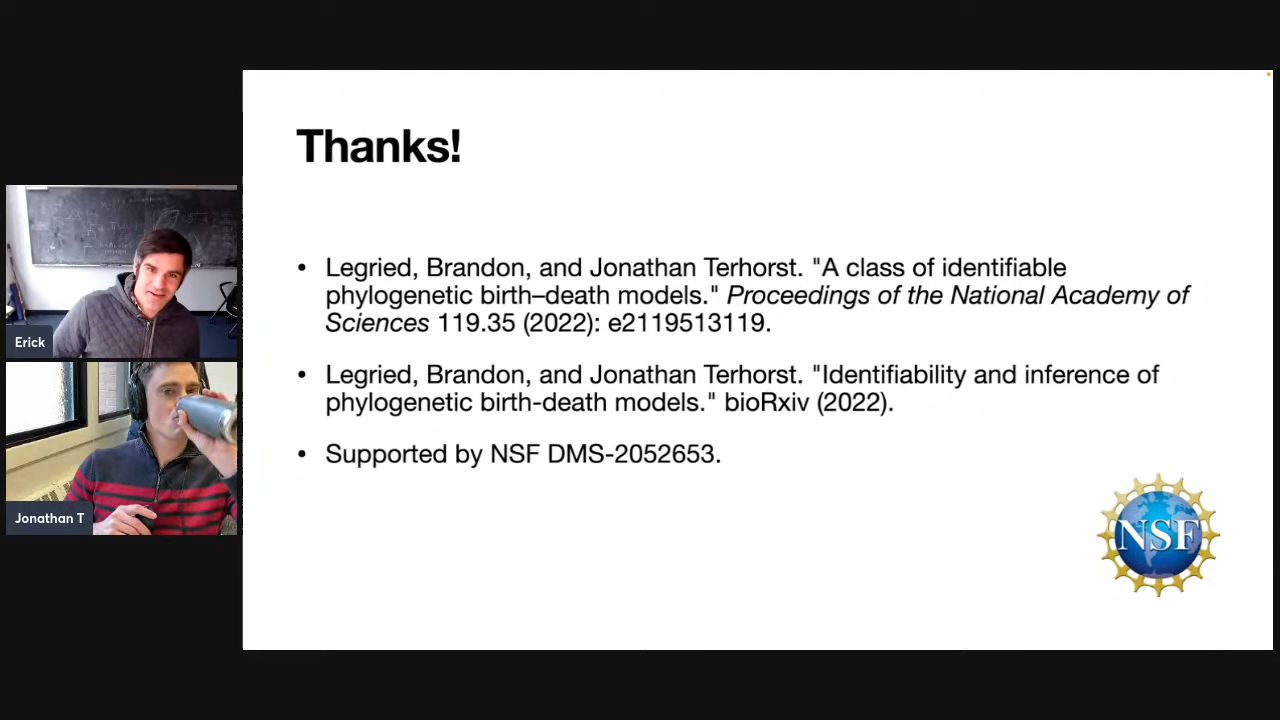 Thanks!
• Legried, Brandon, and Jonathan Terhorst. "A class of identifiable
phylogenetic birth–death models." Proceedings of the National Academy of
Sciences 119.35 (2022): e2119513119.
• Legried, Brandon, and Jonathan Terhorst. "Identifiability and inference of
phylogenetic birth-death models." bioRxiv (2022).
• Supported by NSF DMS-2052653.
NSF
Erick
Jonathan T